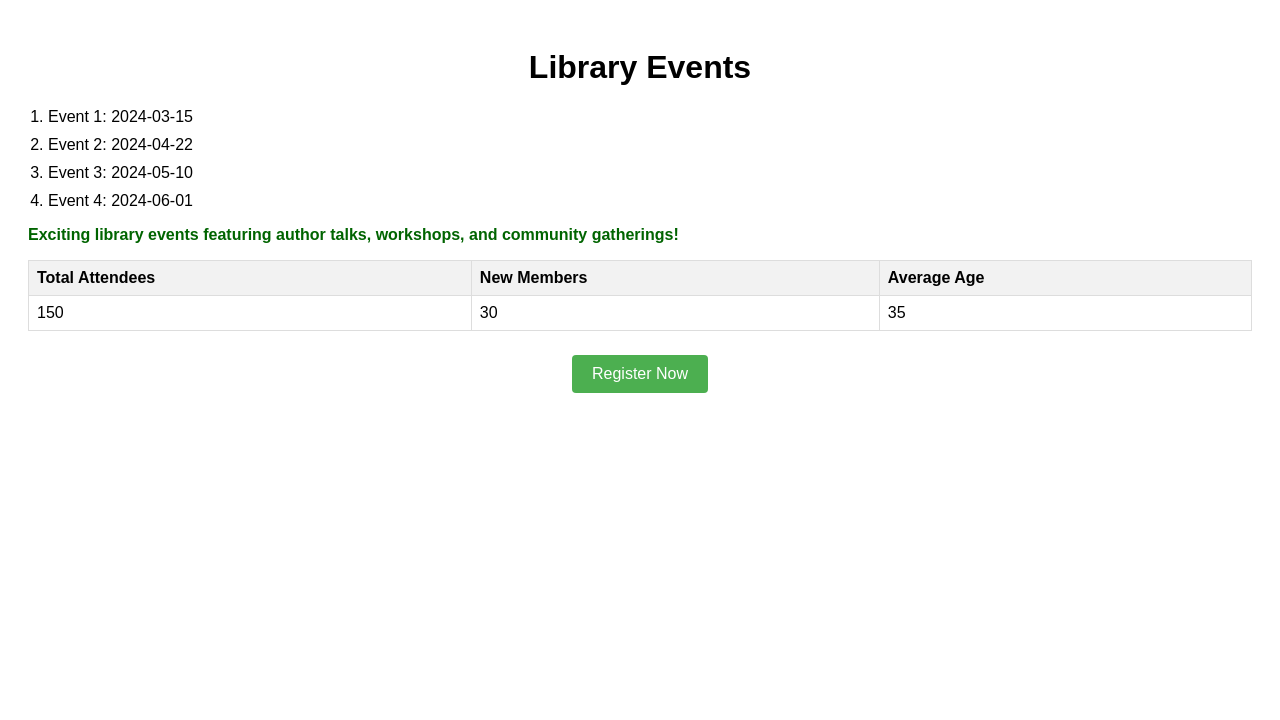 Library Events
1. Event 1: 2024-03-15
2. Event 2: 2024-04-22
3. Event 3: 2024-05-10
4. Event 4: 2024-06-01
Exciting library events featuring author talks, workshops, and community gatherings!
Total Attendees New Members Average Age
150 30 35
Register Now